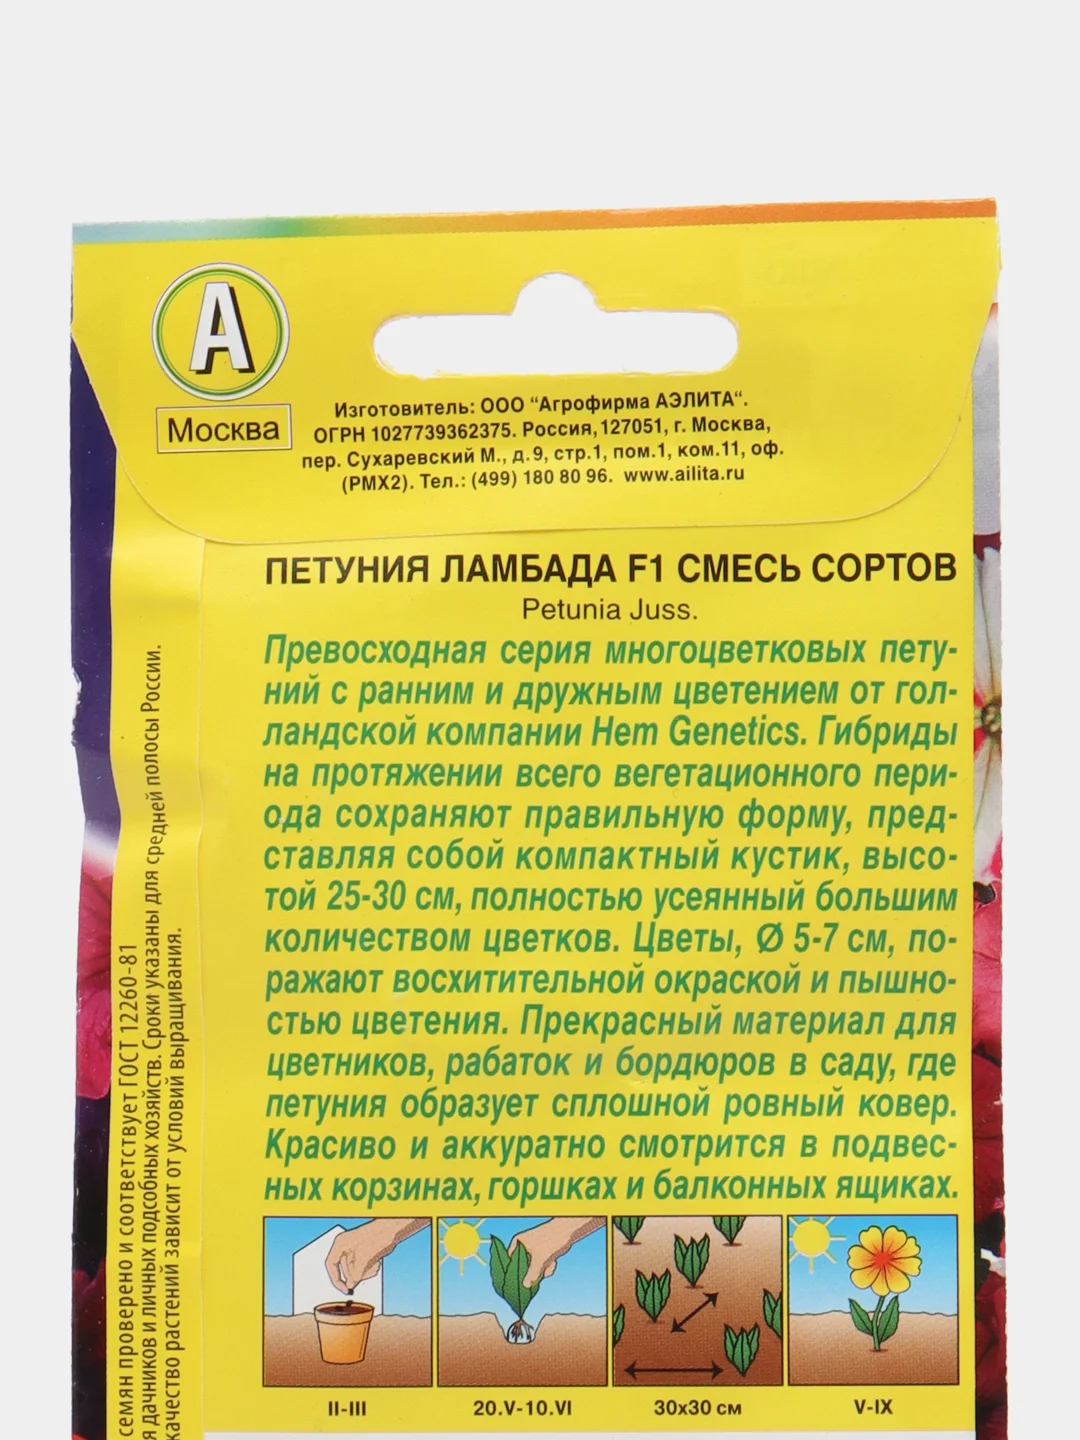 А
Москва
Изготовитель: ООО “Агрофирма АЭЛИТА“.
ОГРН 1027739362375. Россия, 127051, г. Москва,
пер. Сухаревский М., д.9, стр.1, пом.1, ком.11, оф.
(РМХ2). Тел.: (499) 180 80 96. www.ailita.ru
ПЕТУНИЯ ЛАМБАДА F1 СМЕСЬ СОРТОВ
Petunia Juss.
Превосходная серия многоцветковых пету-
ний с ранним и дружным цветением от гол-
ландской компании Hem Genetics. Гибриды
на протяжении всего вегетационного пери-
ода сохраняют правильную форму, пред-
ставляя собой компактный кустик, высо-
той 25-30 см, полностью усеянный большим
количеством цветков. Цветы, Ø 5-7 см, по-
ражают восхитительной окраской и пышно-
стью цветения. Прекрасный материал для
цветников, рабаток и бордюров в саду, где
петуния образует сплошной ровный ковер.
Красиво и аккуратно смотрится в подвес-
ных корзинах, горшках и балконных ящиках.
II-III
20.V-10.VI
30х30 см
V-IX
семян проверено и соответствует ГОСТ 12260-81
дачников и личных подсобных хозяйств. Сроки указаны для средней полосы России.
качество растений зависит от условий выращивания.